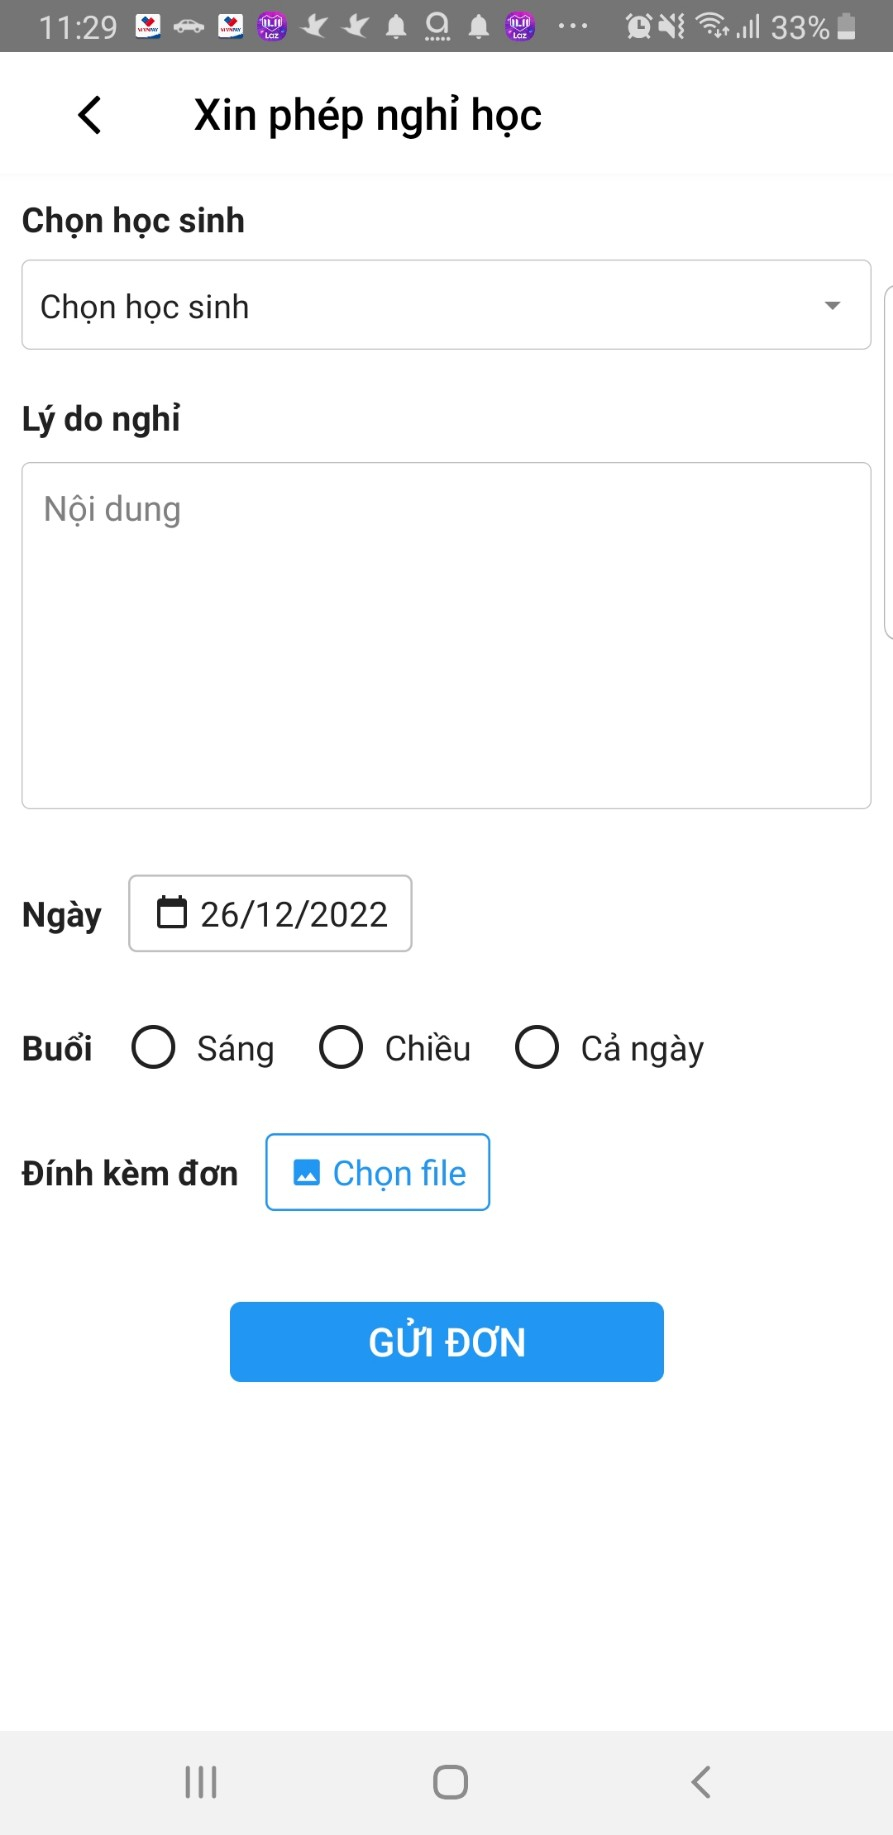 11:29 33%
Xin phép nghỉ học
Chọn học sinh
Chọn học sinh
Lý do nghỉ
Nội dung
Ngày 26/12/2022
Buổi Sáng Chiều Cả ngày
Đính kèm đơn Chọn file
GỬI ĐƠN